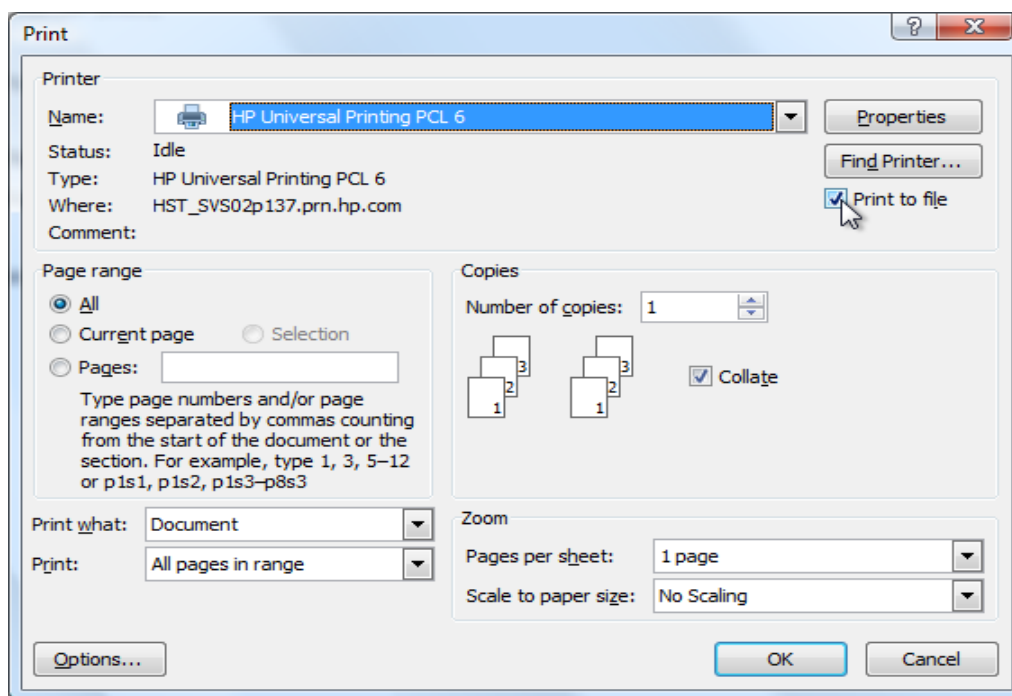 Print
Printer
Name: HP Universal Printing PCL 6
Properties
Status: Idle
Find Printer...
Type: HP Universal Printing PCL 6
Where: HST_SVS02p137.prn.hp.com
Print to file
Comment:
Page range
All
Current page Selection
Pages:
Type page numbers and/or page
ranges separated by commas counting
from the start of the document or the
section. For example, type 1, 3, 5–12
or p1s1, p1s2, p1s3–p8s3
Copies
Number of copies: 1
3 3
2 2
1 1
Collate
Print what: Document
Print: All pages in range
Zoom
Pages per sheet: 1 page
Scale to paper size: No Scaling
Options...
OK
Cancel